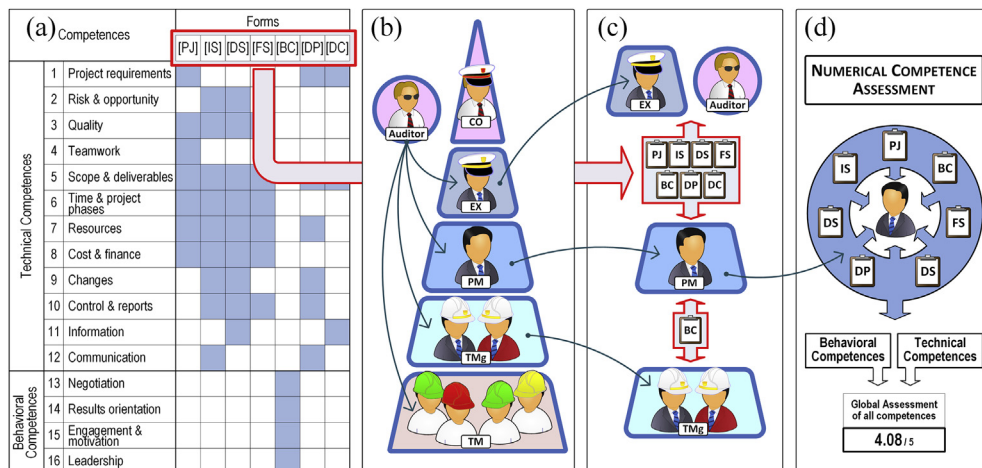 (a)
Competences
Forms
[PJ] [IS] [DS] [FS] [BC] [DP] [DC]
Technical Competences
1 Project requirements
2 Risk & opportunity
3 Quality
4 Teamwork
5 Scope & deliverables
6 Time & project
phases
7 Resources
8 Cost & finance
9 Changes
10 Control & reports
11 Information
12 Communication
Behavioral
Competences
13 Negotiation
14 Results orientation
15 Engagement &
motivation
16 Leadership
(b)
Auditor
CO
EX
PM
TMg
TM
(c)
EX
Auditor
PJ IS DS FS
BC DP DC
PM
BC
TMg
(d)
NUMERICAL COMPETENCE
ASSESSMENT
PJ
IS
BC
DS
FS
DP
DS
Behavioral
Competences
Technical
Competences
Global Assessment
of all competences
4.08 / 5